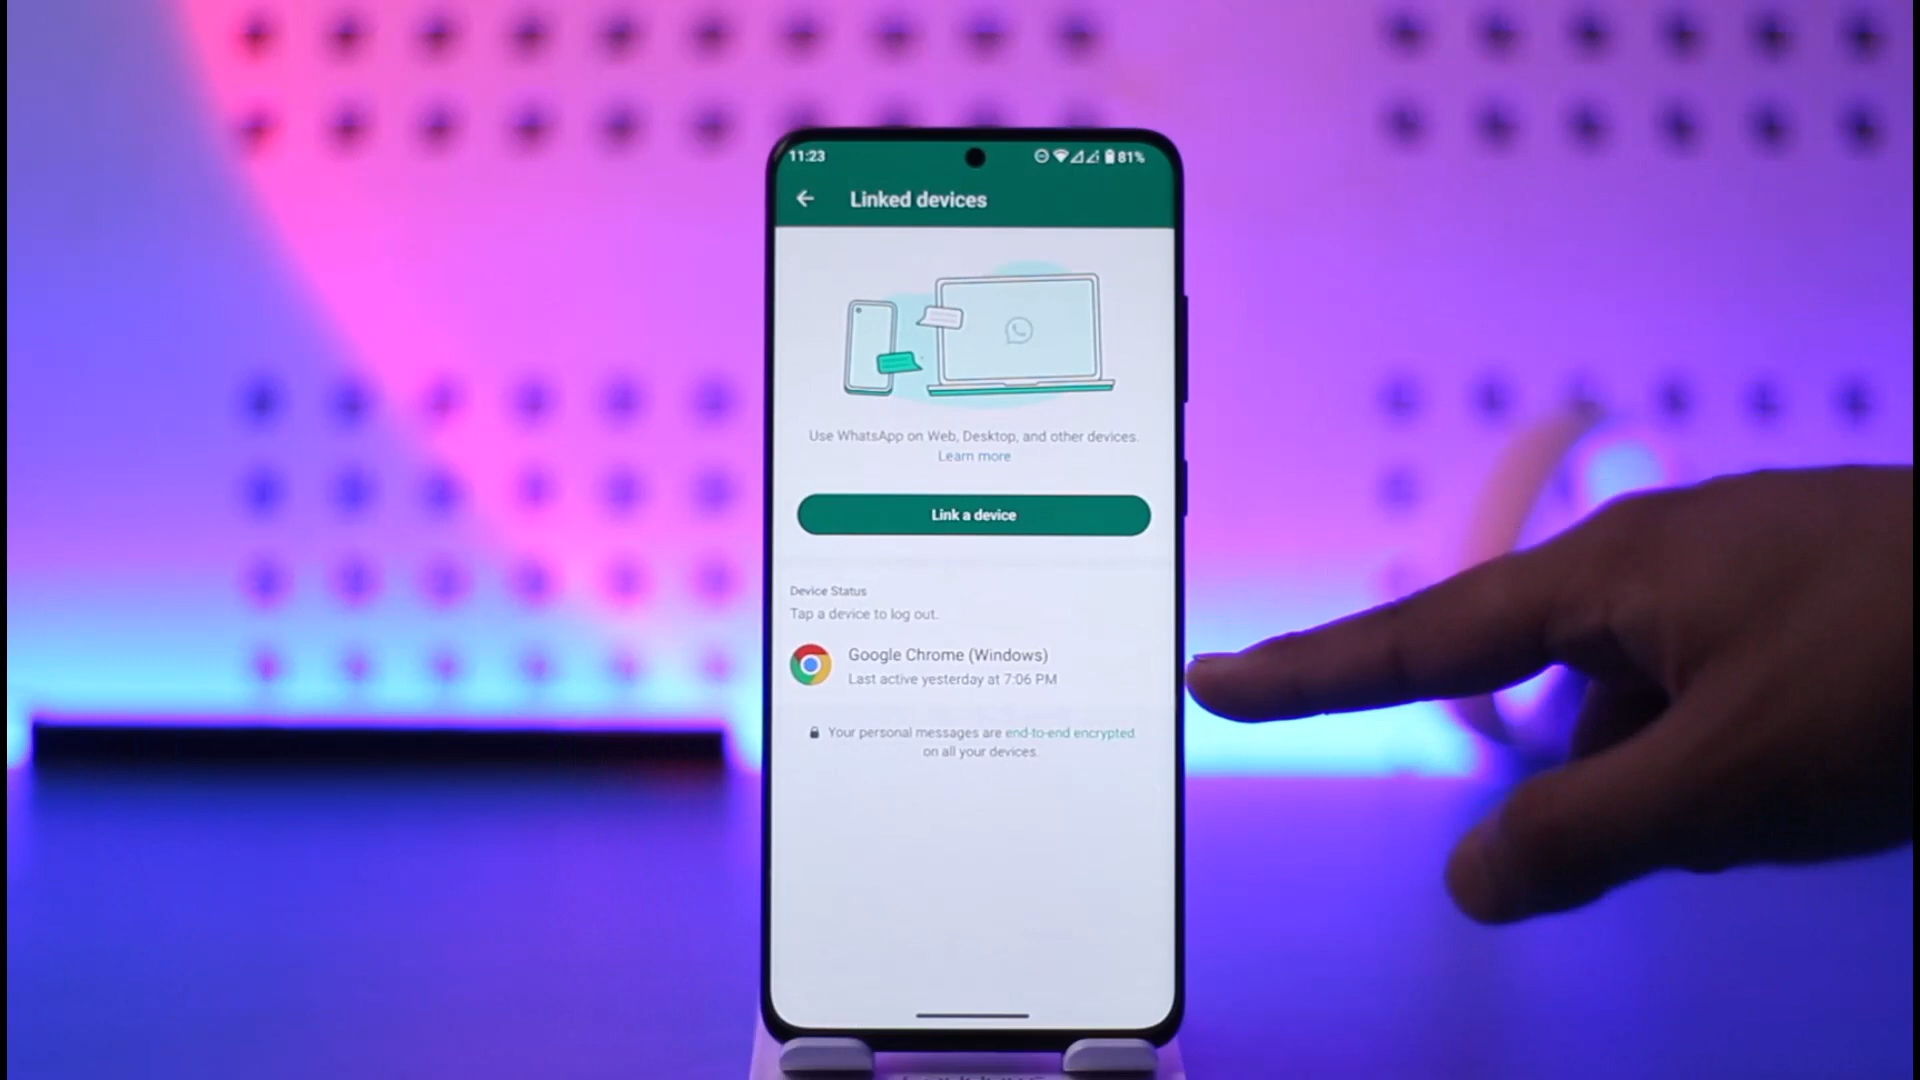 11:23
81%
Linked devices
Use WhatsApp on Web, Desktop, and other devices.
Learn more
Link a device
Device Status
Tap a device to log out.
Google Chrome (Windows)
Last active yesterday at 7:06 PM
Your personal messages are end-to-end encrypted
on all your devices.